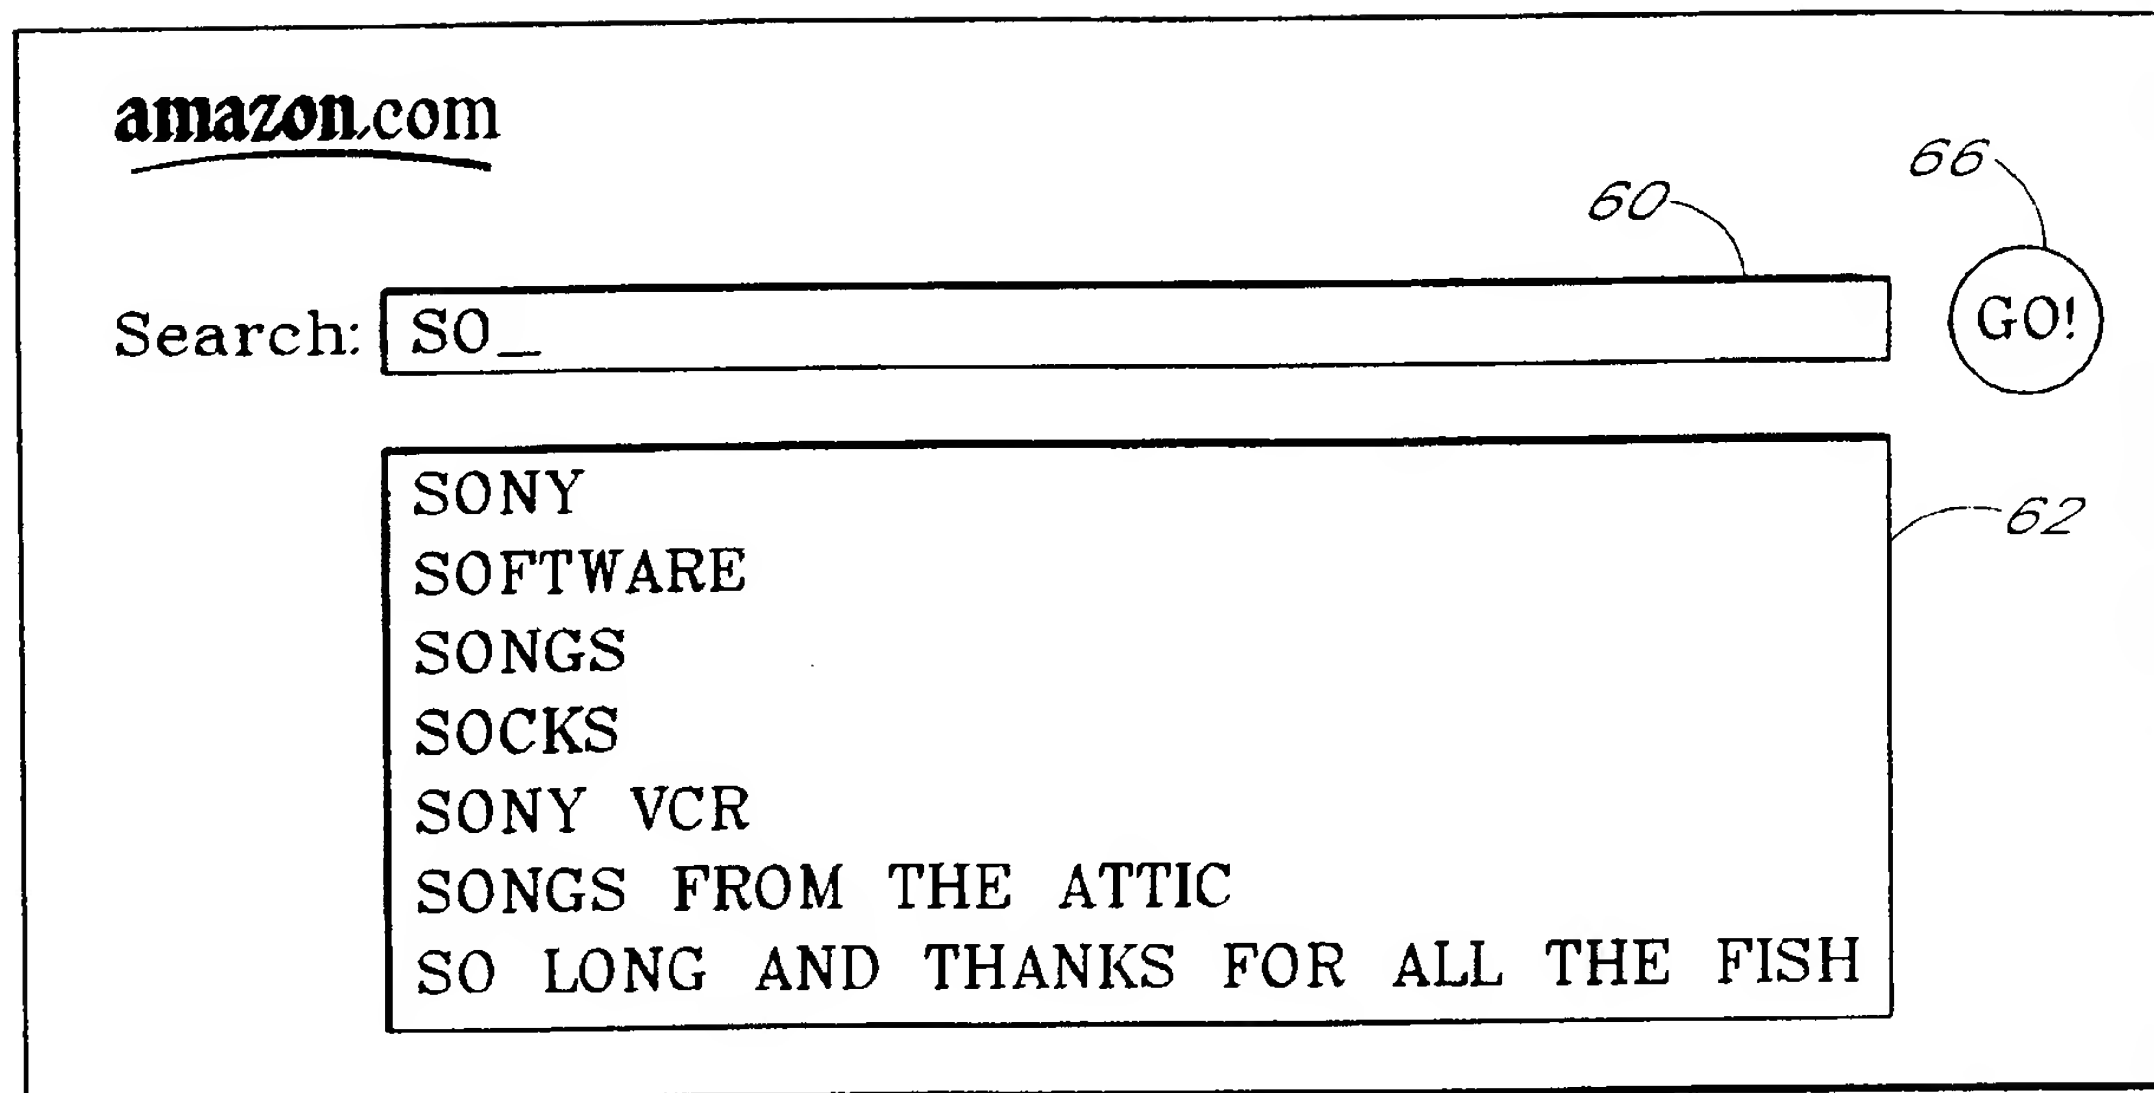 amazon.com
66
60
Search: SO_ GO!
SONY
62
SOFTWARE
SONGS
SOCKS
SONY VCR
SONGS FROM THE ATTIC
SO LONG AND THANKS FOR ALL THE FISH